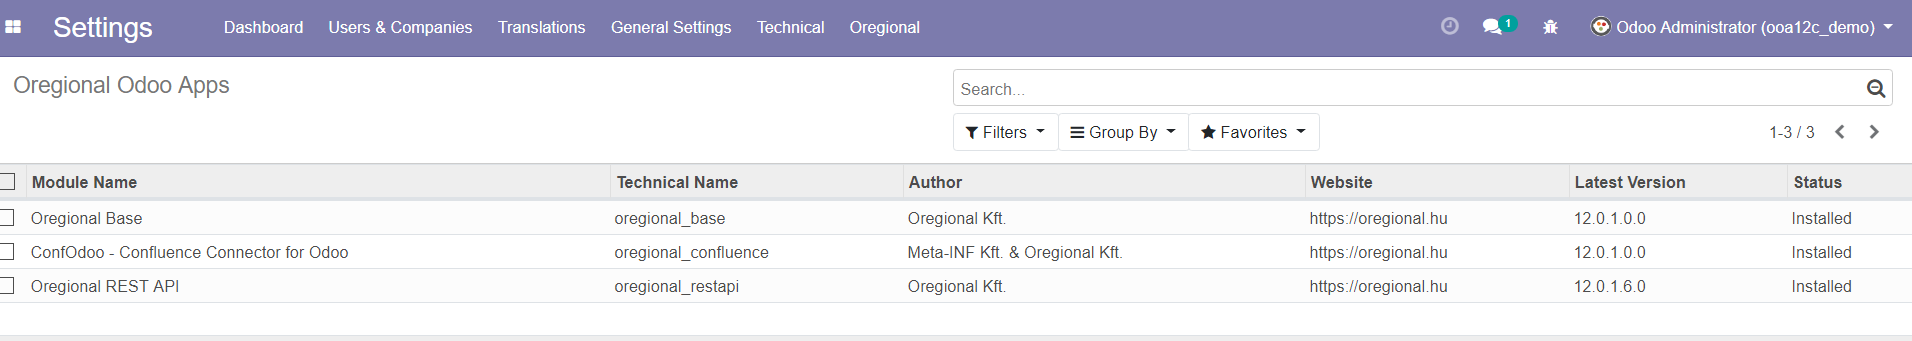 Settings Dashboard Users & Companies Translations General Settings Technical Oregional 1 Odoo Administrator (ooa12c_demo)
Oregional Odoo Apps
Search...
Filters Group By Favorites 1-3 / 3
Module Name Technical Name Author Website Latest Version Status
Oregional Base oregional_base Oregional Kft. https://oregional.hu 12.0.1.0.0 Installed
ConfOdoo - Confluence Connector for Odoo oregional_confluence Meta-INF Kft. & Oregional Kft. https://oregional.hu 12.0.1.0.0 Installed
Oregional REST API oregional_restapi Oregional Kft. https://oregional.hu 12.0.1.6.0 Installed